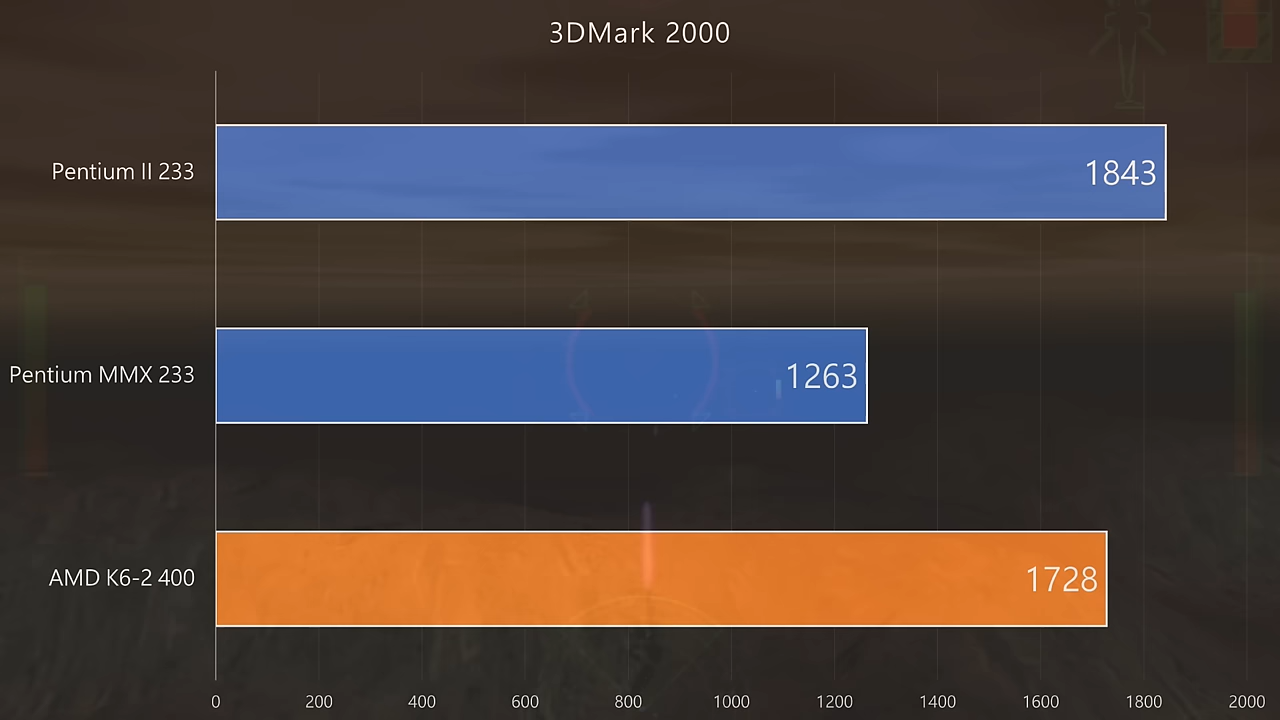 3DMark 2000
Pentium II 233
1843
Pentium MMX 233
1263
AMD K6-2 400
1728
0 200 400 600 800 1000 1200 1400 1600 1800 2000